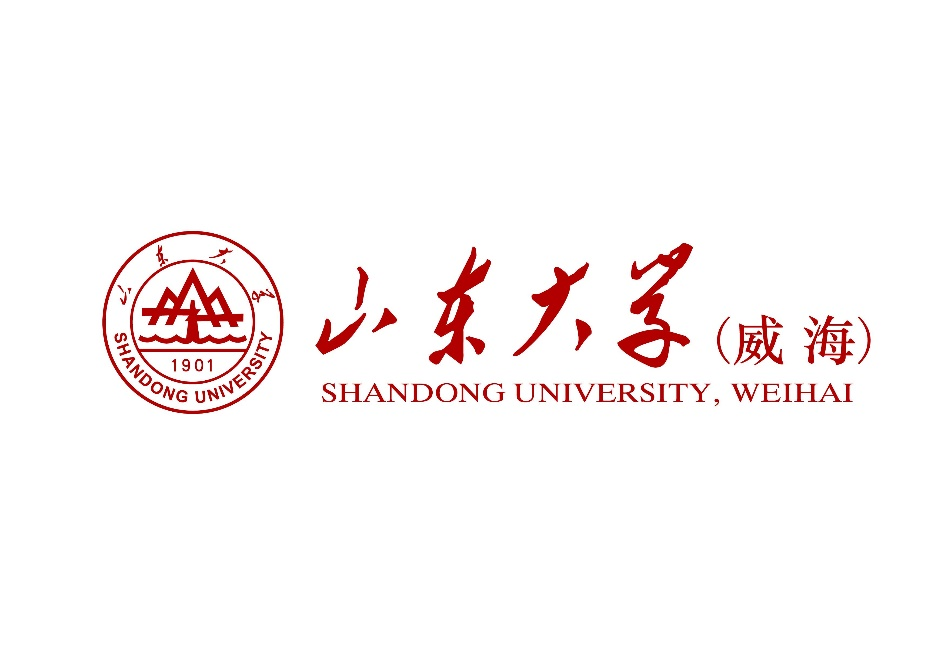 山东大学
1901
SHANDONG UNIVERSITY
山东大学(威海)
SHANDONG UNIVERSITY, WEIHAI